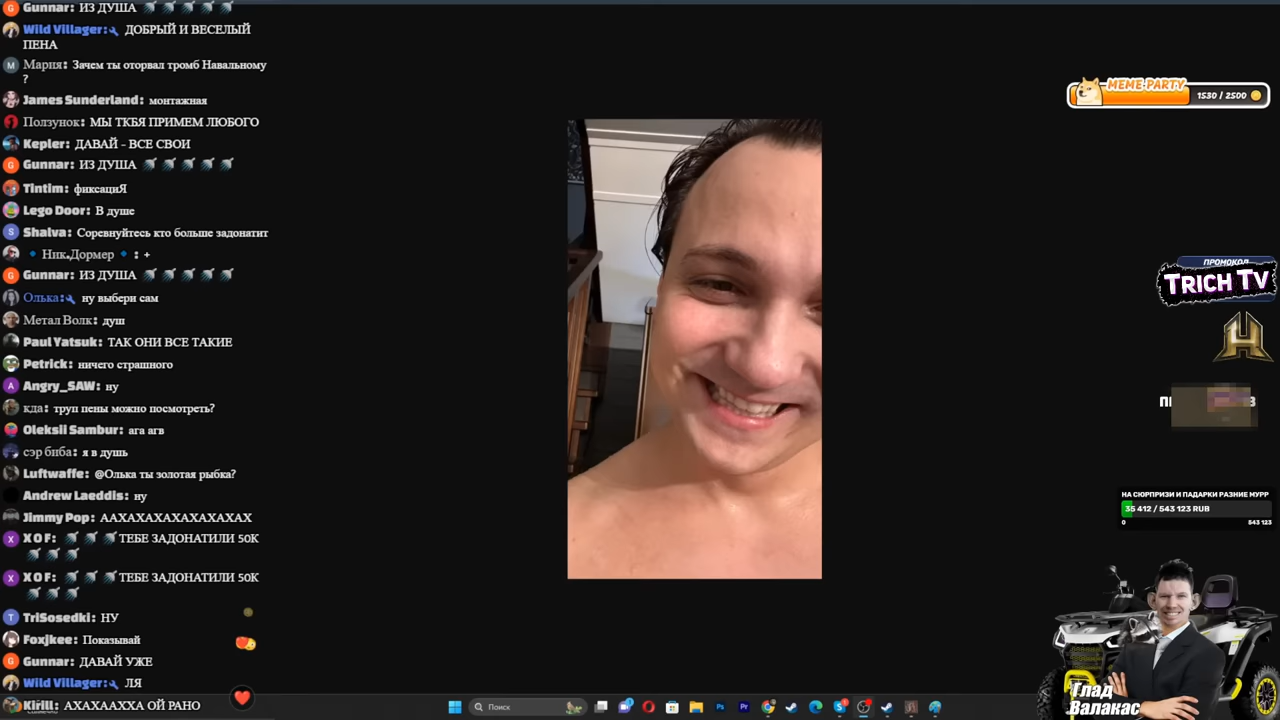 Gunnar: ИЗ ДУША
Wild Villager: ДОБРЫЙ И ВЕСЕЛЫЙ
ПЕНА
Мария: Зачем ты оторвал тромб Навальному
?
James Sunderland: монтажная
Ползунок: МЫ ТКБЯ ПРИМЕМ ЛЮБОГО
Kepler: ДАВАЙ - ВСЕ СВОИ
Gunnar: ИЗ ДУША
Tintim: фиксациЯ
Lego Door: В душе
Shalva: Соревнуйтесь кто больше задонатит
Ник.Дормер : +
Gunnar: ИЗ ДУША
Олька: ну выбери сам
Метал Волк: душ
Paul Yatsuk: ТАК ОНИ ВСЕ ТАКИЕ
Petrick: ничего страшного
Angry_SAW: ну
кда: труп пены можно посмотреть?
Oleksii Sambur: ага агв
сэр биба: я в душь
Luftwaffe: @Олька ты золотая рыбка?
Andrew Laeddis: ну
Jimmy Pop: ААХАХАХАХАХАХАХАХ
X O F: ТЕБЕ ЗАДОНАТИЛИ 50К
X O F: ТЕБЕ ЗАДОНАТИЛИ 50К
TriSosedki: НУ
Foxjkee: Показывай
Gunnar: ДАВАЙ УЖЕ
Wild Villager: ЛЯ
Kirill: АХАХААХХА ОЙ РАНО
MEME PARTY
1530 / 2500
ПРОМОКОД
TRICH TV
НА СЮРПРИЗИ И ПАДАРКИ РАЗНИЕ МУРР
35 412 / 543 123 RUB
0 543 123
Глад
Валакас
Поиск